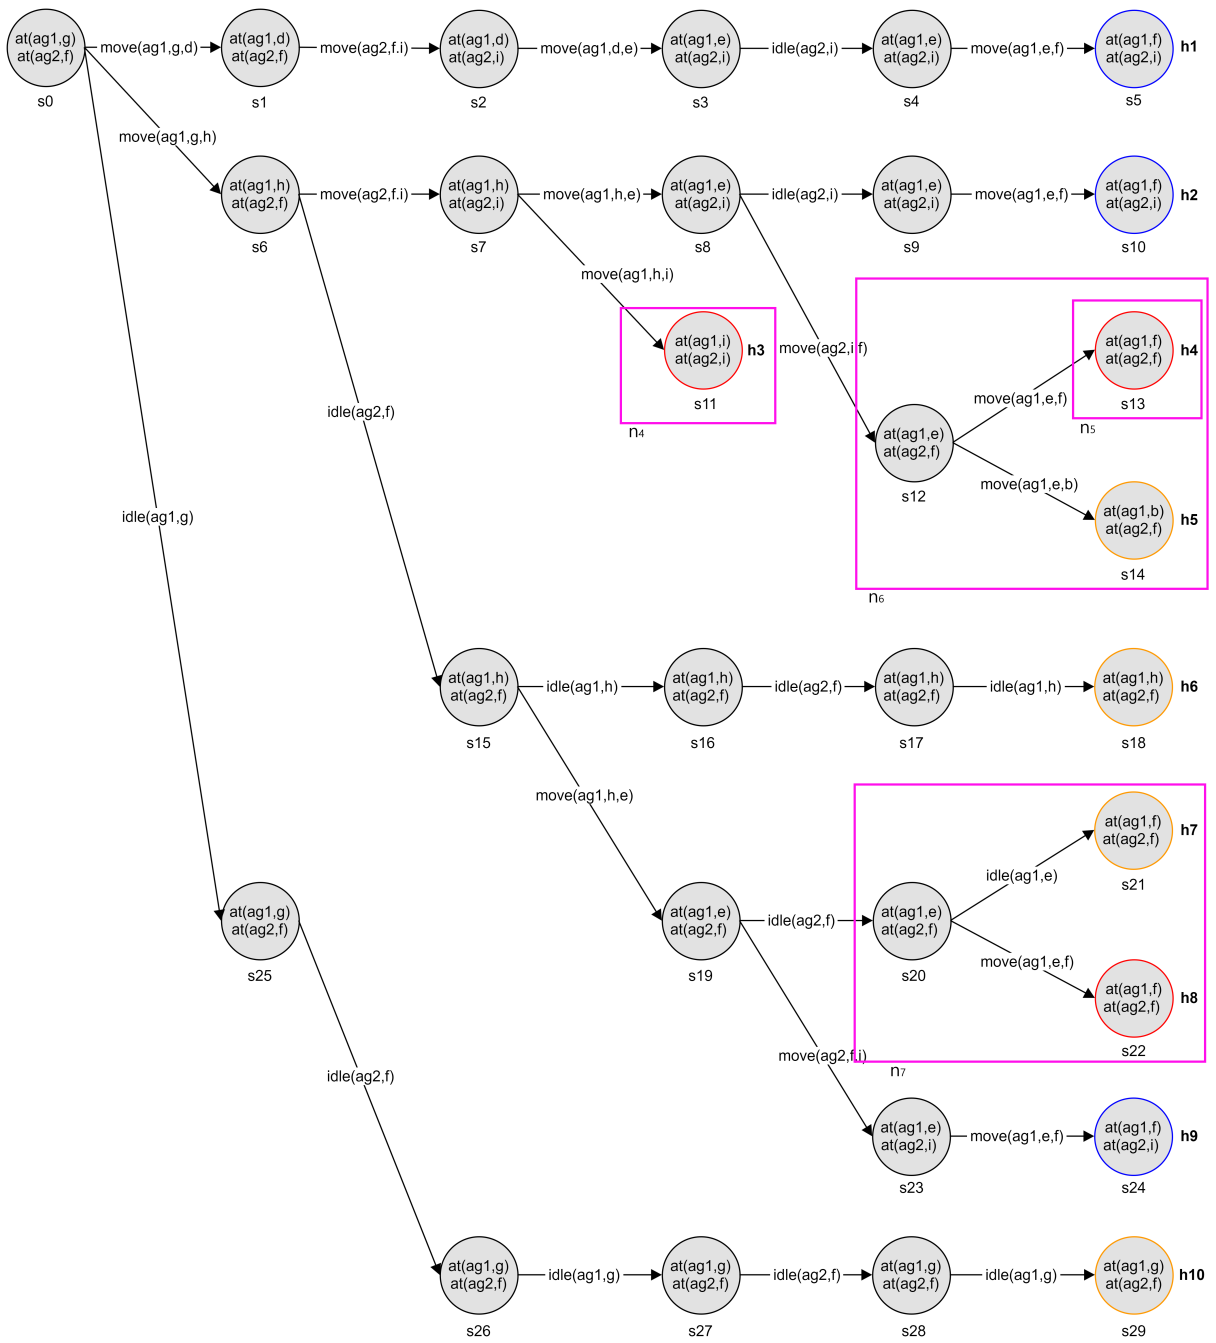 at(ag1,g)
at(ag2,f)
s0
move(ag1,g,d)
at(ag1,d)
at(ag2,f)
s1
move(ag2,f.i)
at(ag1,d)
at(ag2,i)
s2
move(ag1,d,e)
at(ag1,e)
at(ag2,i)
s3
idle(ag2,i)
at(ag1,e)
at(ag2,i)
s4
move(ag1,e,f)
at(ag1,f)
at(ag2,i)
s5
h1
move(ag1,g,h)
at(ag1,h)
at(ag2,f)
s6
move(ag2,f.i)
at(ag1,h)
at(ag2,i)
s7
move(ag1,h,e)
at(ag1,e)
at(ag2,i)
s8
idle(ag2,i)
at(ag1,e)
at(ag2,i)
s9
move(ag1,e,f)
at(ag1,f)
at(ag2,i)
s10
h2
move(ag1,h,i)
at(ag1,i)
at(ag2,i)
s11
h3
n4
move(ag2,i f)
at(ag1,e)
at(ag2,f)
s12
move(ag1,e,f)
at(ag1,f)
at(ag2,f)
s13
h4
n5
move(ag1,e,b)
at(ag1,b)
at(ag2,f)
s14
h5
n6
idle(ag2,f)
at(ag1,h)
at(ag2,f)
s15
idle(ag1,h)
at(ag1,h)
at(ag2,f)
s16
idle(ag2,f)
at(ag1,h)
at(ag2,f)
s17
idle(ag1,h)
at(ag1,h)
at(ag2,f)
s18
h6
move(ag1,h,e)
at(ag1,e)
at(ag2,f)
s19
idle(ag2,f)
at(ag1,e)
at(ag2,f)
s20
idle(ag1,e)
at(ag1,f)
at(ag2,f)
s21
h7
move(ag1,e,f)
at(ag1,f)
at(ag2,f)
s22
h8
n7
move(ag2,f,i)
at(ag1,e)
at(ag2,i)
s23
move(ag1,e,f)
at(ag1,f)
at(ag2,i)
s24
h9
idle(ag1,g)
at(ag1,g)
at(ag2,f)
s25
idle(ag2,f)
at(ag1,g)
at(ag2,f)
s26
idle(ag1,g)
at(ag1,g)
at(ag2,f)
s27
idle(ag2,f)
at(ag1,g)
at(ag2,f)
s28
idle(ag1,g)
at(ag1,g)
at(ag2,f)
s29
h10